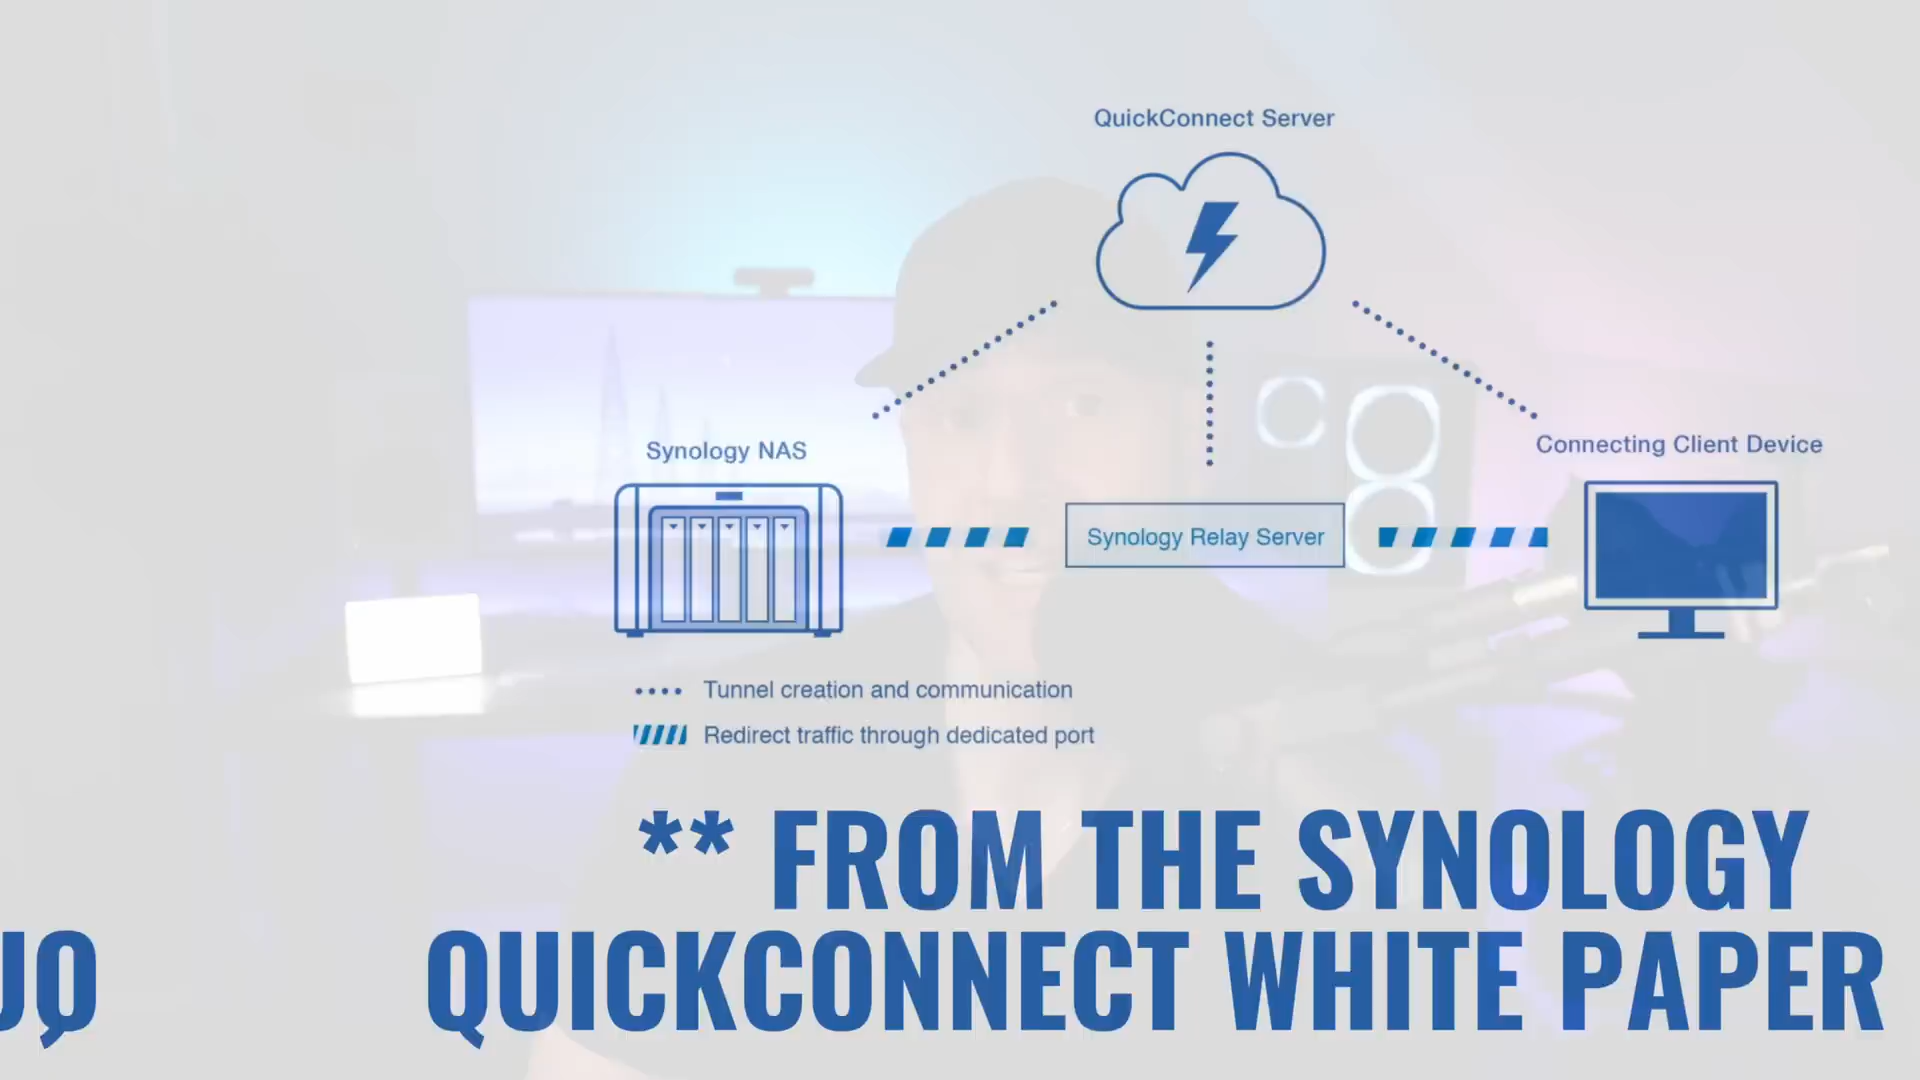 QuickConnect Server
Synology NAS
Connecting Client Device
Synology Relay Server
Tunnel creation and communication
Redirect traffic through dedicated port
** FROM THE SYNOLOGY
QUICKCONNECT WHITE PAPER